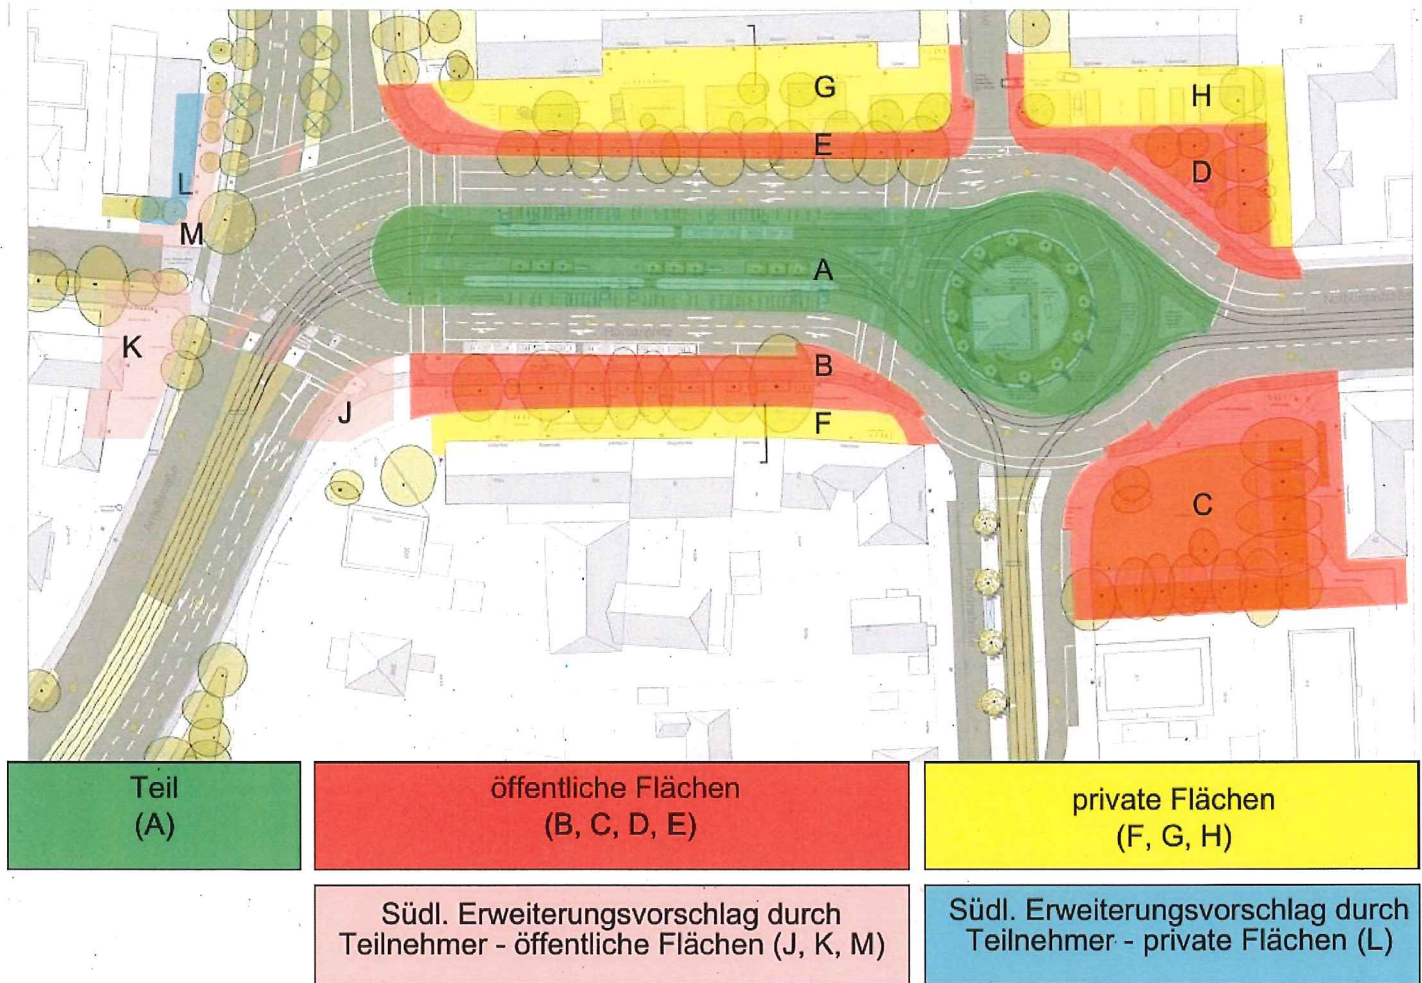 G
H
E
D
L
M
A
K
B
J
F
C
Teil
(A)
öffentliche Flächen
(B, C, D, E)
private Flächen
(F, G, H)
Südl. Erweiterungsvorschlag durch
Teilnehmer - öffentliche Flächen (J, K, M)
Südl. Erweiterungsvorschlag durch
Teilnehmer - private Flächen (L)